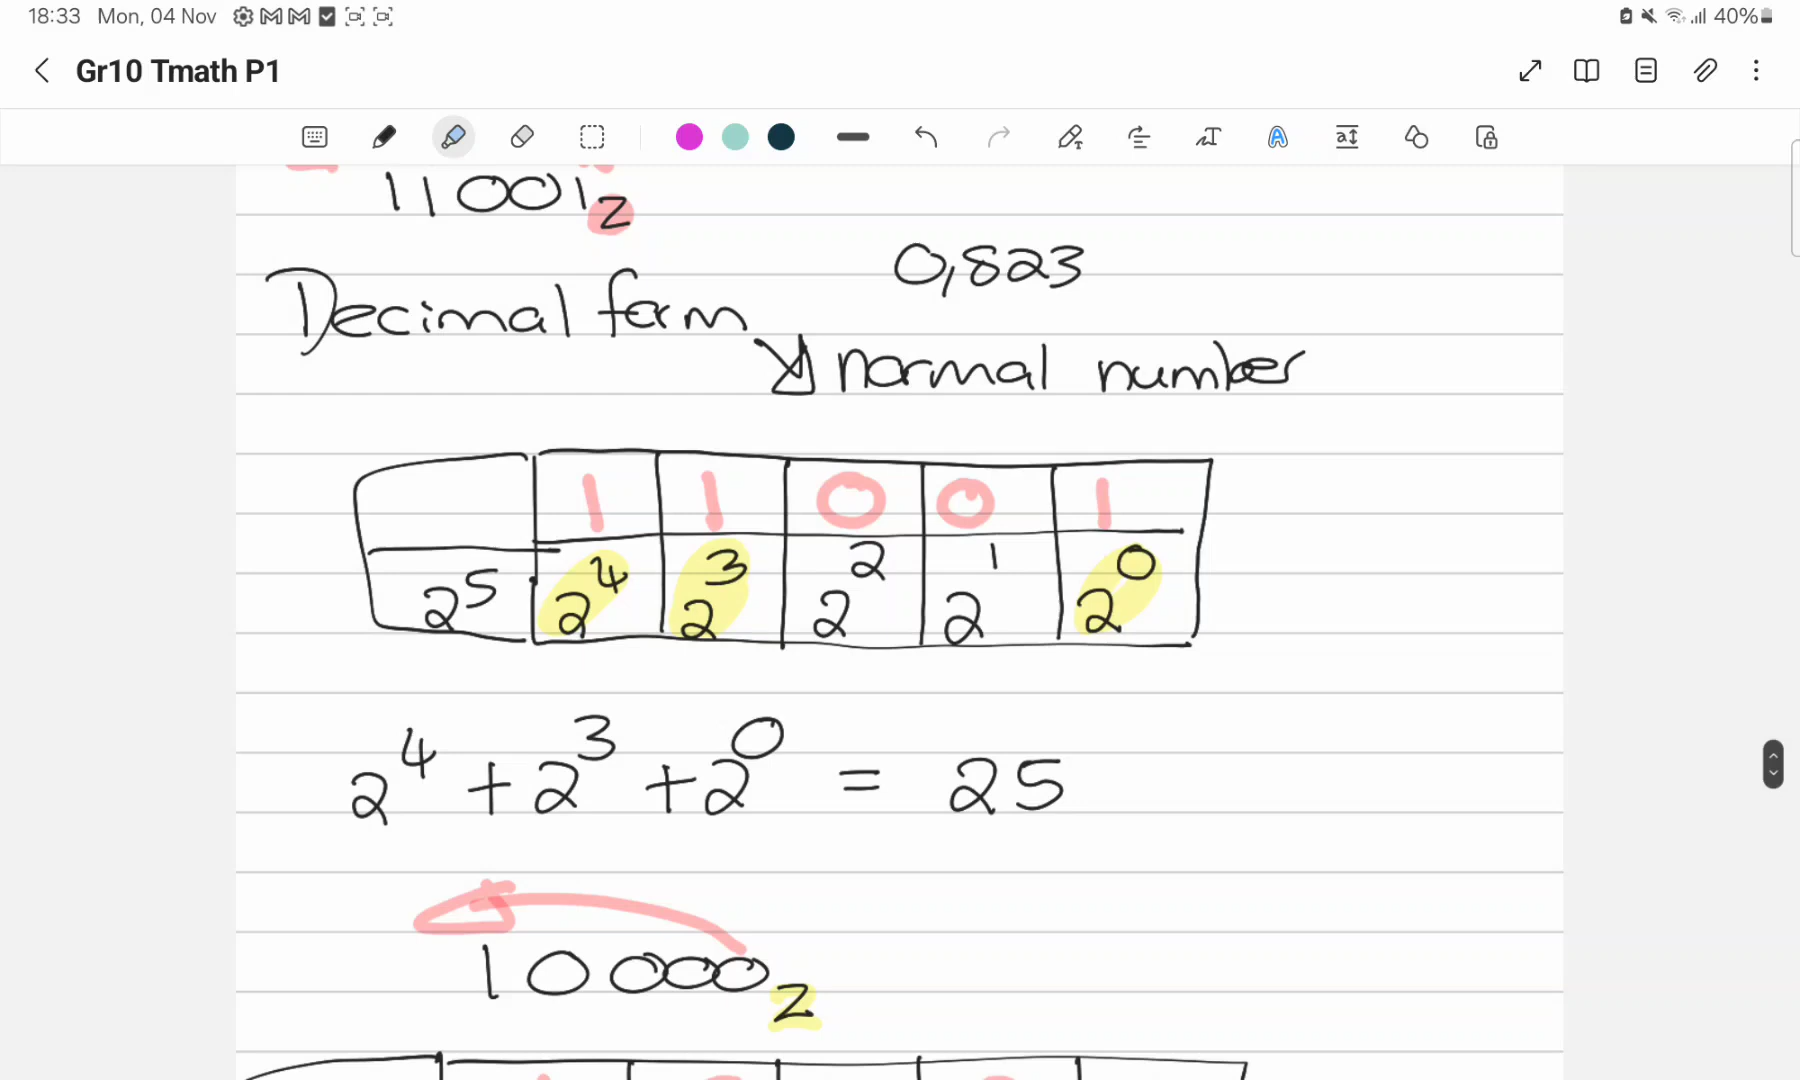 18:33 Mon, 04 Nov 40%
Gr10 Tmath P1
11001₂
0,823
Decimal form
normal number
1 1 0 0 1
2⁵ 2⁴ 2³ 2² 2¹ 2⁰
2⁴ + 2³ + 2⁰ = 25
10000₂